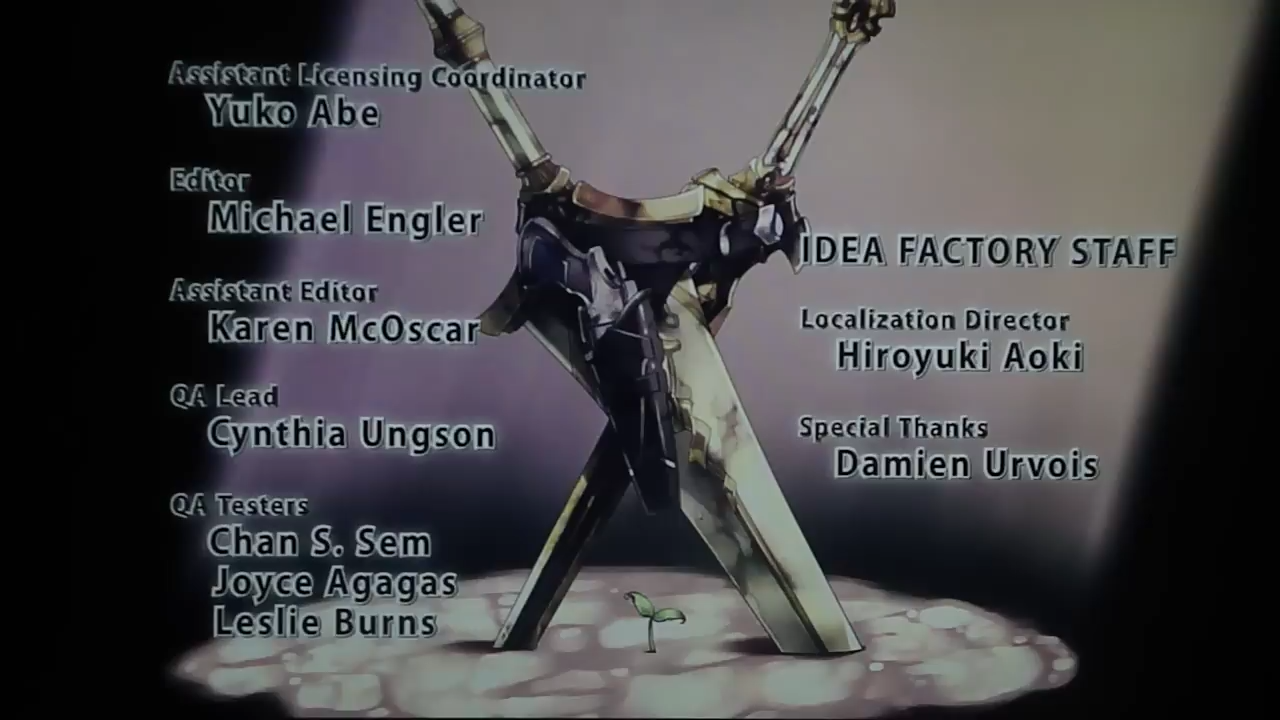 Assistant Licensing Coordinator
Yuko Abe
Editor
Michael Engler
Assistant Editor
Karen McOscar
QA Lead
Cynthia Ungson
QA Testers
Chan S. Sem
Joyce Agagas
Leslie Burns
IDEA FACTORY STAFF
Localization Director
Hiroyuki Aoki
Special Thanks
Damien Urvois